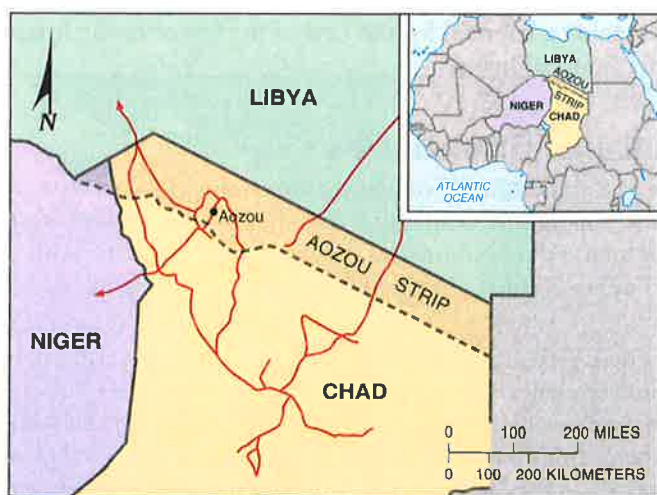 N
LIBYA
Aozou
AOZOU
STRIP
NIGER
CHAD
0 100 200 MILES
0 100 200 KILOMETERS
LIBYA
AOZOU
STRIP
NIGER
CHAD
ATLANTIC
OCEAN